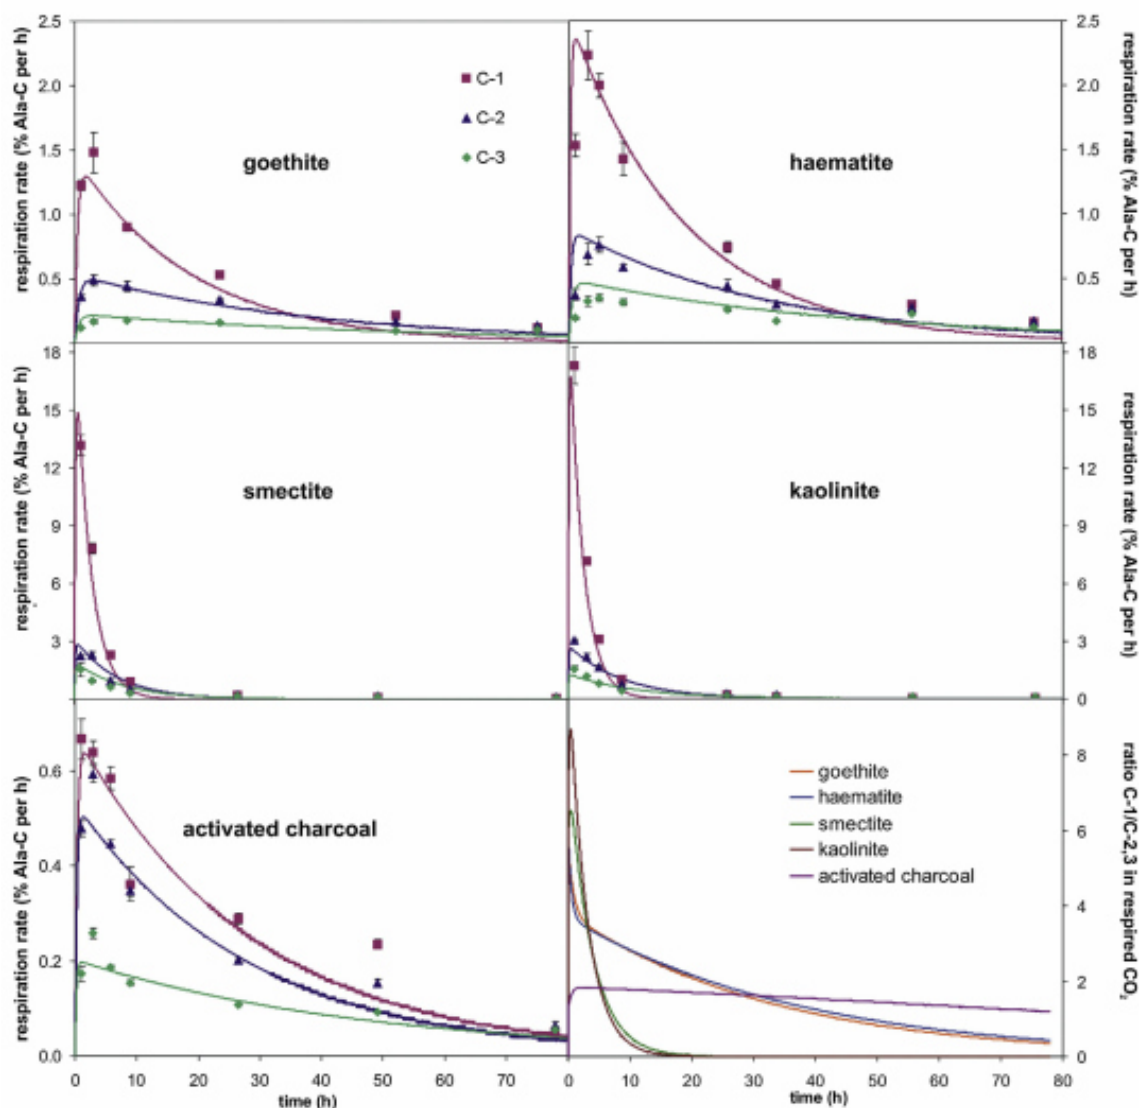 respiration rate (% Ala-C per h)
2.5
2.0
1.5
1.0
0.5
C-1
C-2
C-3
goethite
haematite
2.5
2.0
1.5
1.0
0.5
respiration rate (% Ala-C per h)
respiration rate (% Ala-C per h)
18
15
12
9
6
3
smectite
kaolinite
18
15
12
9
6
3
0
respiration rate (% Ala-C per h)
respiration rate (% Ala-C per h)
0.6
0.4
0.2
0.0
activated charcoal
goethite
haematite
smectite
kaolinite
activated charcoal
8
6
4
2
0
ratio C-1/C-2,3 in respired CO₂
0 10 20 30 40 50 60 70
time (h)
0 10 20 30 40 50 60 70 80
time (h)